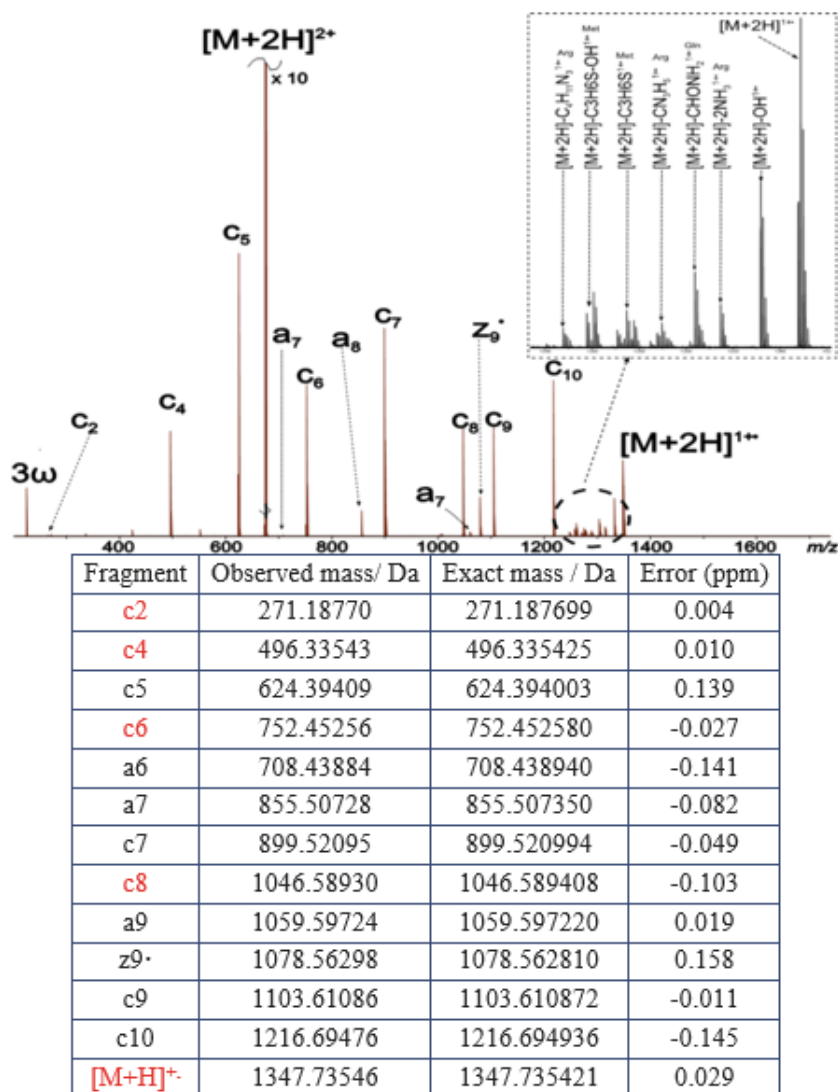 [M+2H]²⁺
x 10
[M+2H]¹⁺•
Arg
[M+2H]-C₄H₁₁N₃¹⁺
Met
[M+2H]-C3H6S-OH¹⁺
Met
[M+2H]-C3H6S¹⁺
Arg
[M+2H]-CN₃H₅¹⁺
Gln
[M+2H]-CHONH₂¹⁺
Arg
[M+2H]-2NH₃¹⁺
[M+2H]-OH¹⁺
3ω
c₂
c₄
c₅
a₇
c₆
a₈
c₇
a₇
c₈
z₉•
c₉
c₁₀
[M+2H]¹⁺•
400 600 800 1000 1200 1400 1600 m/z
Fragment Observed mass/ Da Exact mass / Da Error (ppm)
c2 271.18770 271.187699 0.004
c4 496.33543 496.335425 0.010
c5 624.39409 624.394003 0.139
c6 752.45256 752.452580 -0.027
a6 708.43884 708.438940 -0.141
a7 855.50728 855.507350 -0.082
c7 899.52095 899.520994 -0.049
c8 1046.58930 1046.589408 -0.103
a9 1059.59724 1059.597220 0.019
z9· 1078.56298 1078.562810 0.158
c9 1103.61086 1103.610872 -0.011
c10 1216.69476 1216.694936 -0.145
[M+H]⁺· 1347.73546 1347.735421 0.029